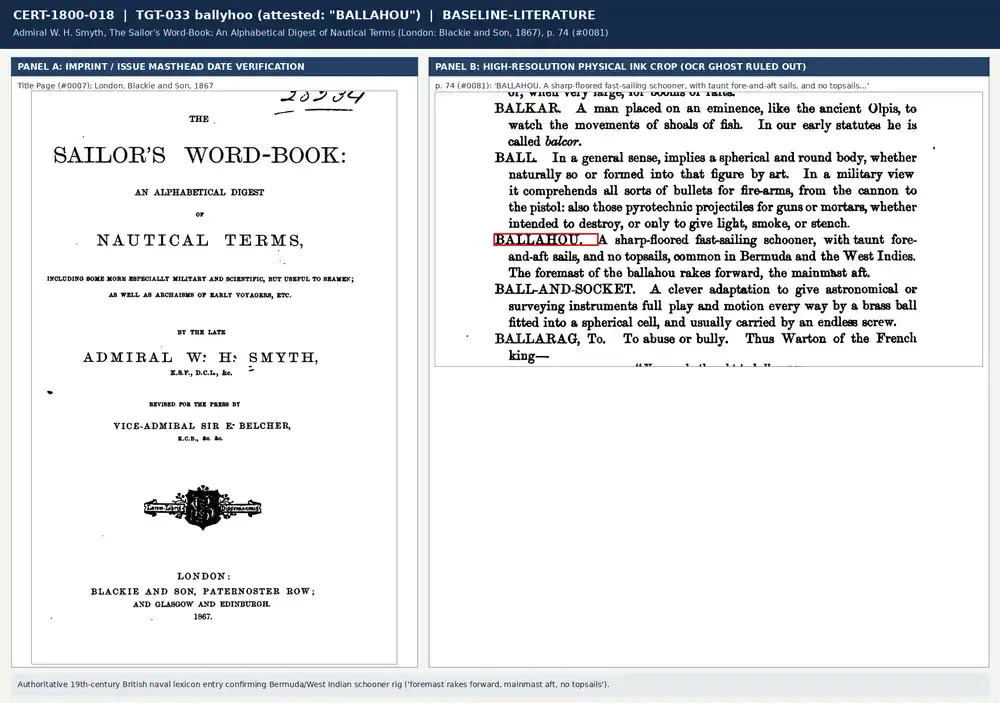 CERT-1800-018 | TGT-033 ballyhoo (attested: "BALLAHOU") | BASELINE-LITERATURE
Admiral W. H. Smyth, The Sailor's Word-Book: An Alphabetical Digest of Nautical Terms (London: Blackie and Son, 1867), p. 74 (#0081)
PANEL A: IMPRINT / ISSUE MASTHEAD DATE VERIFICATION
Title Page (#0007): London, Blackie and Son, 1867
THE
SAILOR'S WORD-BOOK:
AN ALPHABETICAL DIGEST
OF
NAUTICAL TERMS,
INCLUDING SOME MORE ESPECIALLY MILITARY AND SCIENTIFIC, BUT USEFUL TO SEAMEN;
AS WELL AS ARCHAISMS OF EARLY VOYAGERS, ETC.
BY THE LATE
ADMIRAL W. H. SMYTH,
K.S.F., D.C.L., &c.
REVISED FOR THE PRESS BY
VICE-ADMIRAL SIR E. BELCHER,
K.C.B., &c. &c.
LONDON:
BLACKIE AND SON, PATERNOSTER ROW;
AND GLASGOW AND EDINBURGH.
1867.
PANEL B: HIGH-RESOLUTION PHYSICAL INK CROP (OCR GHOST RULED OUT)
p. 74 (#0081): 'BALLAHOU. A sharp-floored fast-sailing schooner, with taunt fore-and-aft sails, and no topsails...'
or, when very large, for booms or rafts.
BALKAR. A man placed on an eminence, like the ancient Olpis, to
watch the movements of shoals of fish. In our early statutes he is
called balcor.
BALL. In a general sense, implies a spherical and round body, whether
naturally so or formed into that figure by art. In a military view
it comprehends all sorts of bullets for fire-arms, from the cannon to
the pistol: also those pyrotechnic projectiles for guns or mortars, whether
intended to destroy, or only to give light, smoke, or stench.
BALLAHOU. A sharp-floored fast-sailing schooner, with taunt fore-
and-aft sails, and no topsails, common in Bermuda and the West Indies.
The foremast of the ballahou rakes forward, the mainmast aft.
BALL-AND-SOCKET. A clever adaptation to give astronomical or
surveying instruments full play and motion every way by a brass ball
fitted into a spherical cell, and usually carried by an endless screw.
BALLARAG, To. To abuse or bully. Thus Warton of the French
king—
Authoritative 19th-century British naval lexicon entry confirming Bermuda/West Indian schooner rig ('foremast rakes forward, mainmast aft, no topsails').